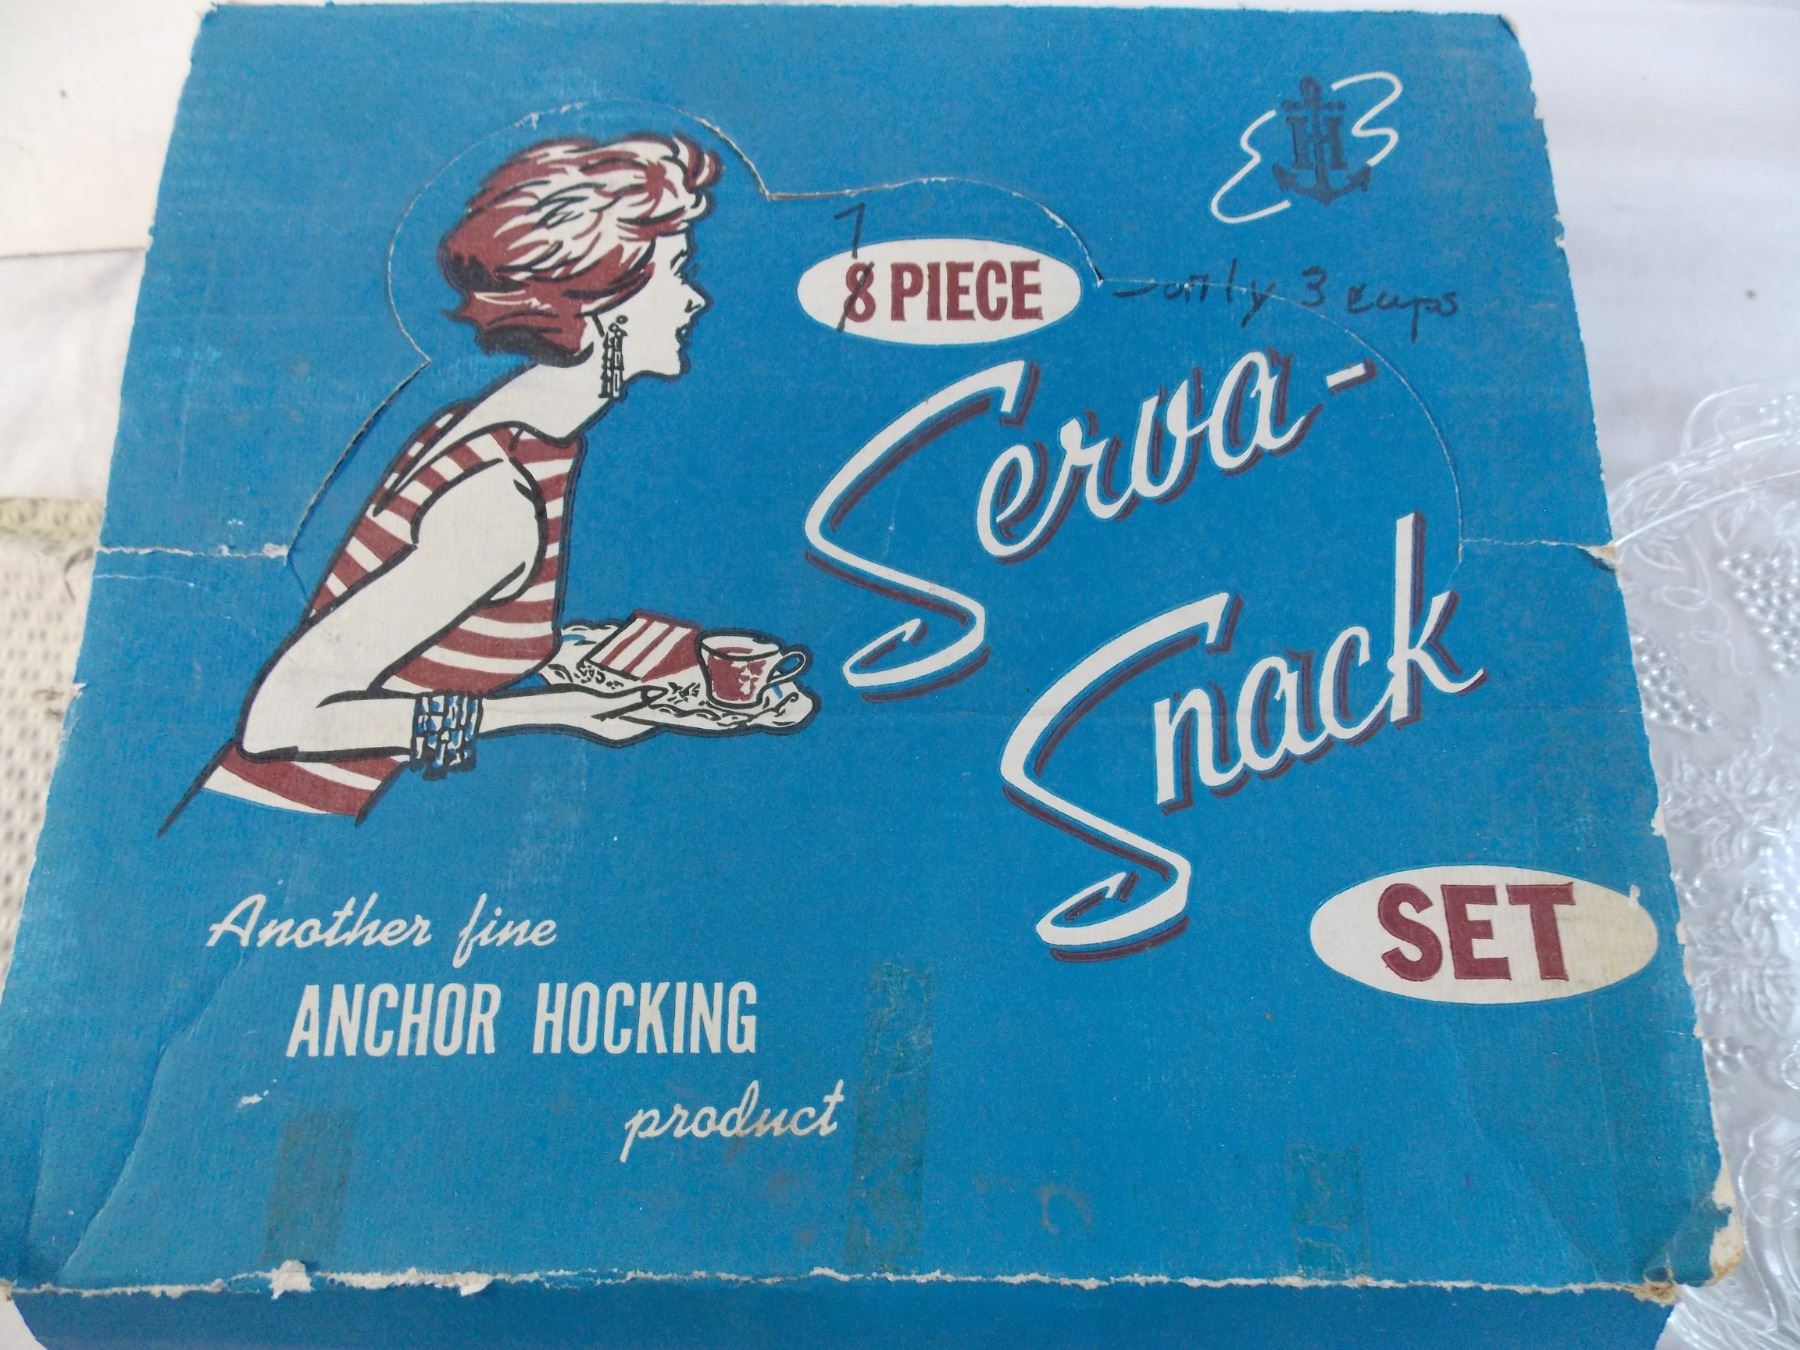 H
7
8 PIECE - only 3 cups
Serva-
Snack
SET
Another fine
ANCHOR HOCKING
product